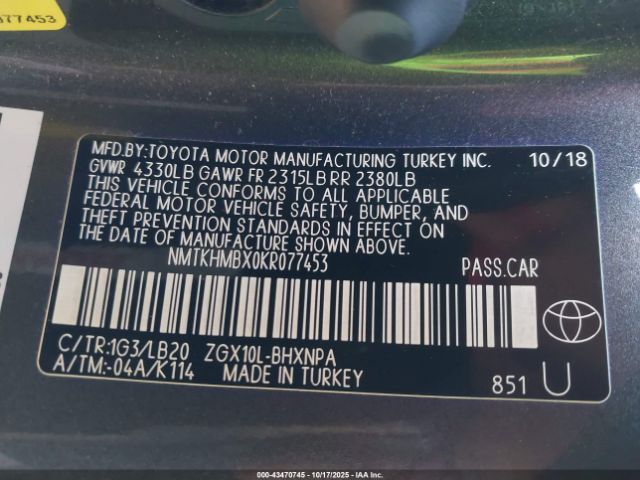 077453
MFD.BY:TOYOTA MOTOR MANUFACTURING TURKEY INC. 10/18
GVWR 4330LB GAWR FR 2315LB RR 2380LB
THIS VEHICLE CONFORMS TO ALL APPLICABLE
FEDERAL MOTOR VEHICLE SAFETY, BUMPER, AND
THEFT PREVENTION STANDARDS IN EFFECT ON
THE DATE OF MANUFACTURE SHOWN ABOVE.
NMTKHMBX0KR077453 PASS.CAR
C/TR:1G3/LB20 ZGX10L-BHXNPA
A/TM:-04A/K114 MADE IN TURKEY
851 U
Stock: 43470745 - 10/17/2025 - IAA Inc.